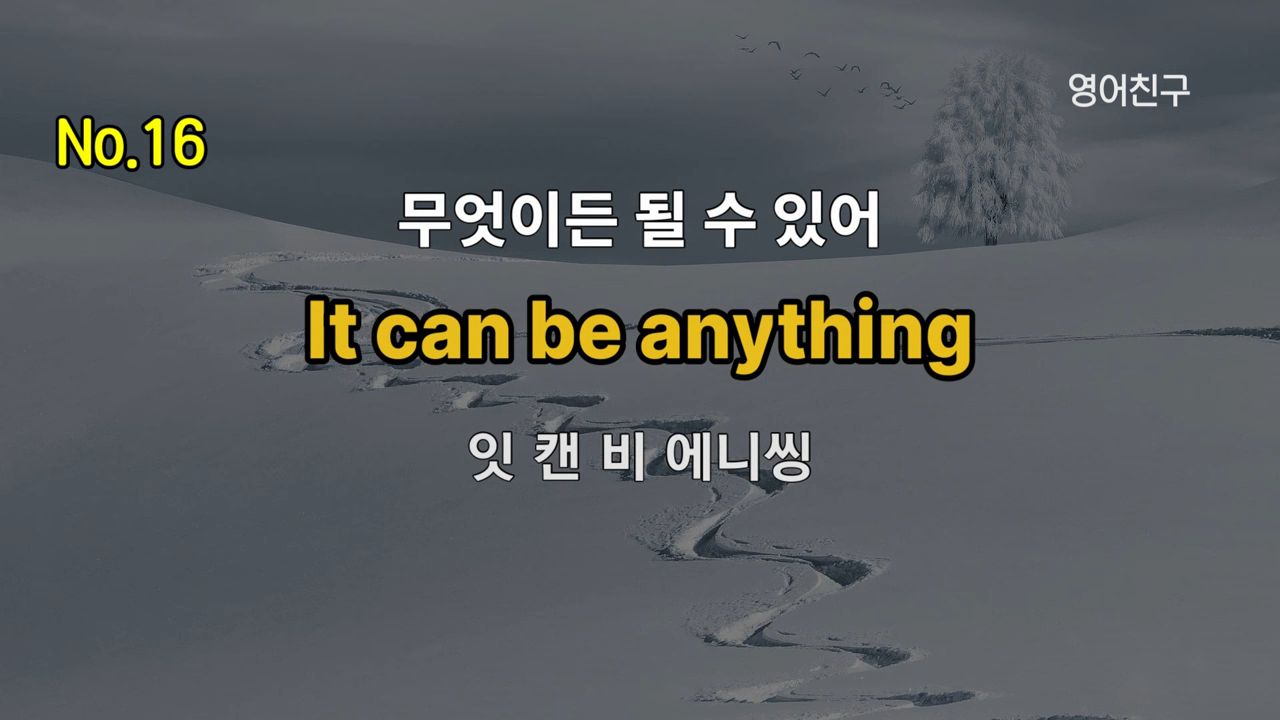 영어친구
No.16
무엇이든 될 수 있어
It can be anything
잇 캔 비 에니씽